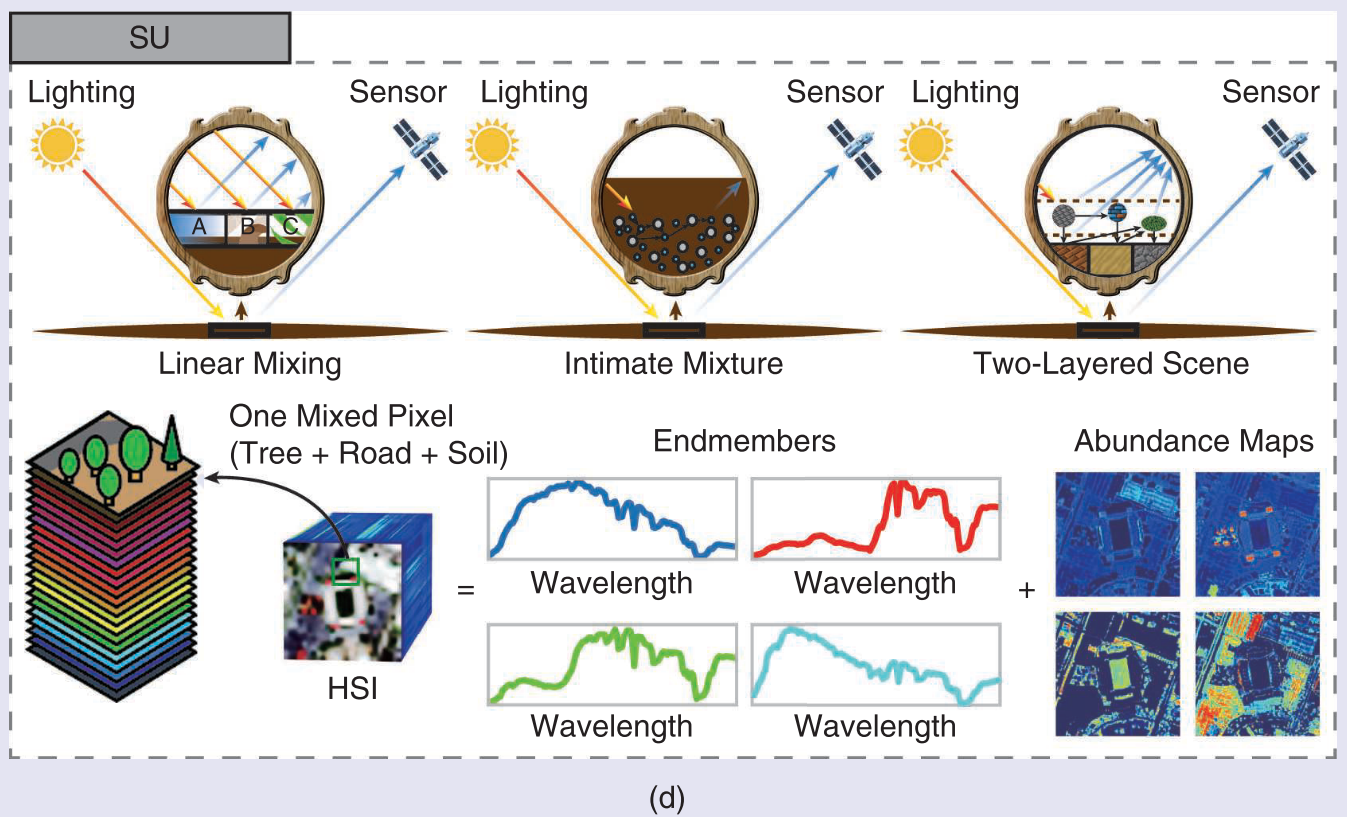 SU
Lighting
Sensor
Lighting
Sensor
Lighting
Sensor
A
B
C
Linear Mixing
Intimate Mixture
Two-Layered Scene
One Mixed Pixel
(Tree + Road + Soil)
Endmembers
Abundance Maps
Wavelength
Wavelength
=
+
HSI
Wavelength
Wavelength
(d)